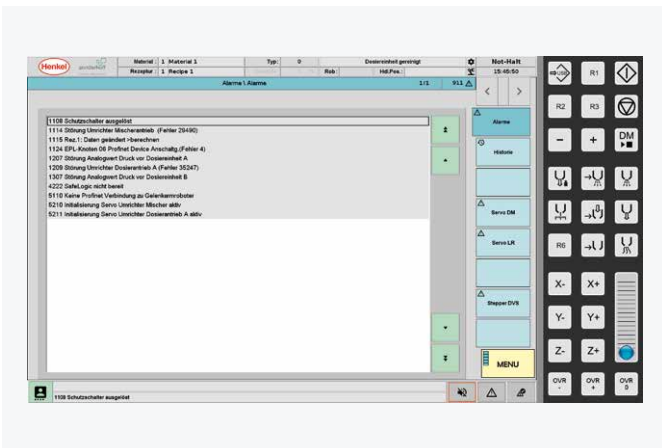 Henkel
Material : 1 Material 1 Typ: 0 Dosiereinheit gereinigt Not-Halt
Rezeptur : 1 Recipe 1 Rob: Hdl.Pos.: 15:45:50
Alarme \ Alarme 1/1 911
< >
1108 Schutzschalter ausgelöst
1114 Störung Umrichter Mischerantrieb (Fehler 29490)
1115 Rez.1: Daten geändert >berechnen
1124 EPL-Knoten 06 Profinet Device Anschaltg.(Fehler 4)
1207 Störung Analogwert Druck vor Dosiereinheit A
1209 Störung Umrichter Dosierantrieb A (Fehler 35247)
1307 Störung Analogwert Druck vor Dosiereinheit B
4222 SafeLogic nicht bereit
5110 Keine Profinet Verbindung zu Gelenkarmroboter
5210 Initialisierung Servo Umrichter Mischer aktiv
5211 Initialisierung Servo Umrichter Dosierantrieb A aktiv
Alarme
Historie
Servo DM
Servo LR
Stepper DVS
MENU
1108 Schutzschalter ausgelöst
USB R1
R2 R3
- + DM
R6
X- X+
Y- Y+
Z- Z+
OVR - OVR + OVR 0